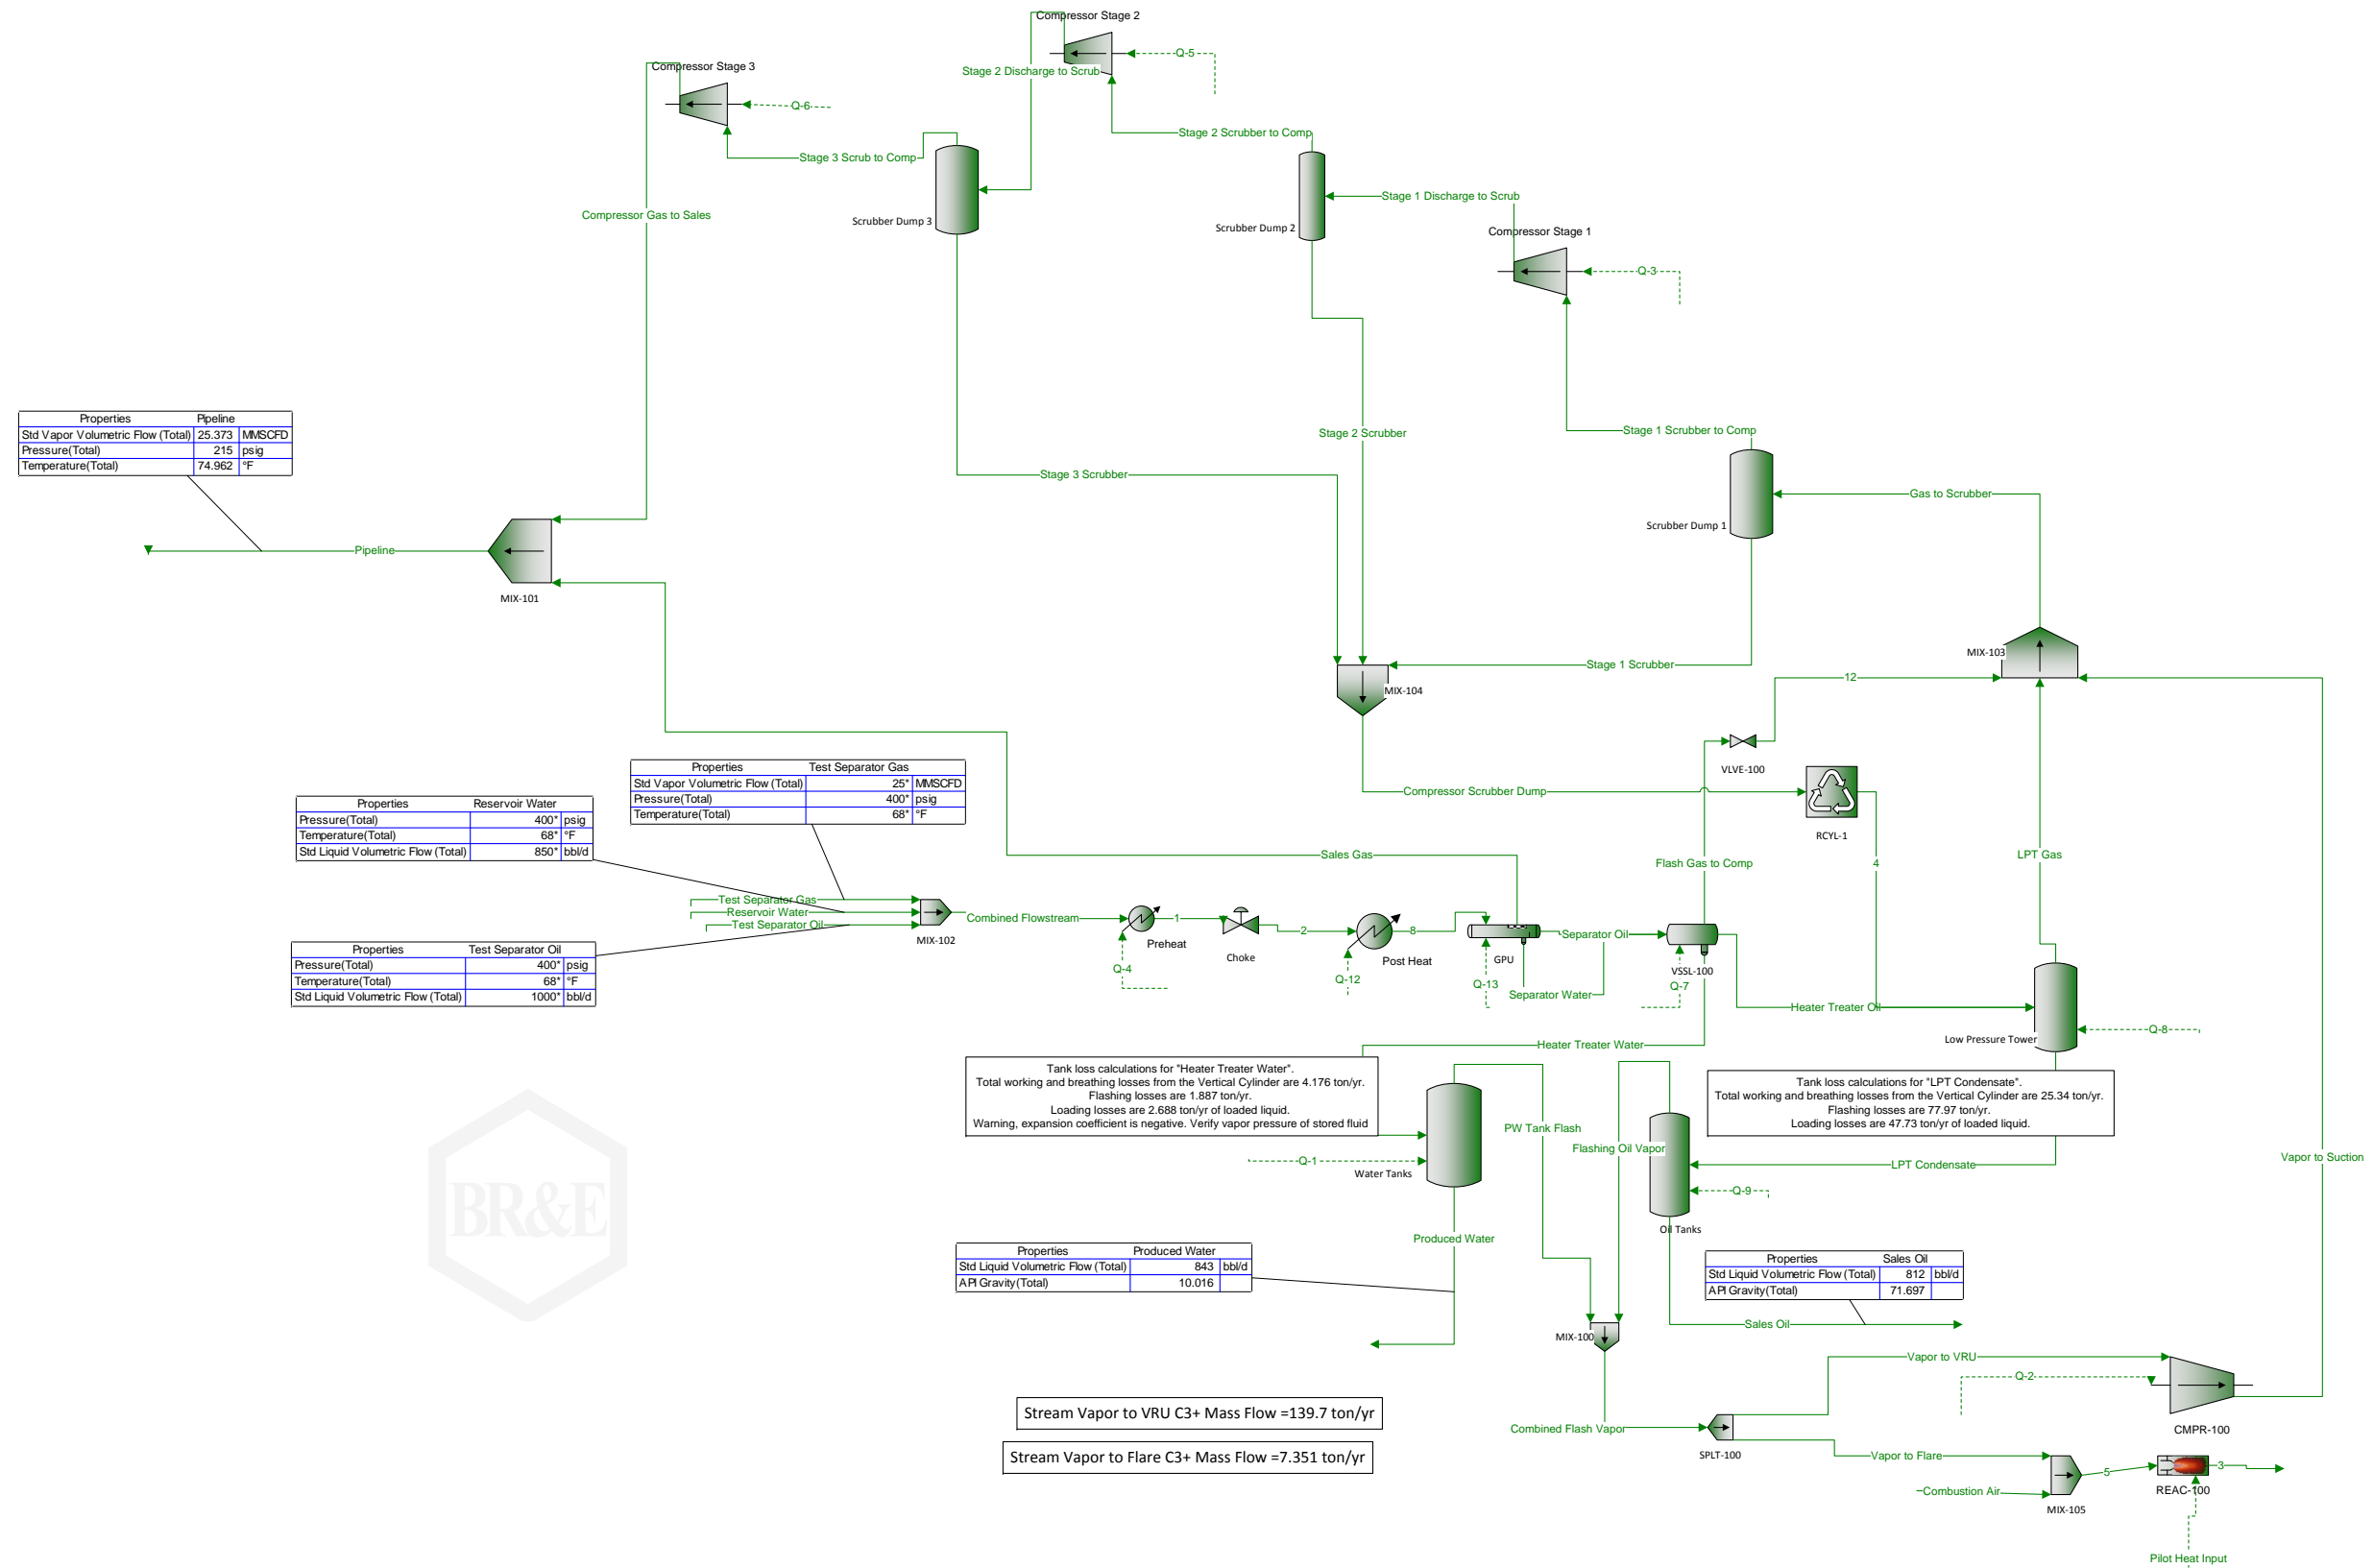 Compressor Stage 2
Q-5
Compressor Stage 3
Stage 2 Discharge to Scrub
Q-6
Stage 2 Scrubber to Comp
Stage 3 Scrub to Comp
Stage 1 Discharge to Scrub
Compressor Gas to Sales
Scrubber Dump 3
Scrubber Dump 2
Compressor Stage 1
Q-3
Properties Pipeline
Std Vapor Volumetric Flow (Total) 25.373 MMSCFD
Pressure(Total) 215 psig
Temperature(Total) 74.962 °F
Stage 2 Scrubber
Stage 1 Scrubber to Comp
Stage 3 Scrubber
Gas to Scrubber
Scrubber Dump 1
Pipeline
MIX-101
MIX-103
Stage 1 Scrubber
12
MIX-104
VLVE-100
Properties Test Separator Gas
Std Vapor Volumetric Flow (Total) 25* MMSCFD
Pressure(Total) 400* psig
Temperature(Total) 68* °F
Properties Reservoir Water
Pressure(Total) 400* psig
Temperature(Total) 68* °F
Std Liquid Volumetric Flow (Total) 850* bbl/d
Compressor Scrubber Dump
RCYL-1
Sales Gas
Flash Gas to Comp
4
LPT Gas
Test Separator Gas
Reservoir Water
Test Separator Oil
MIX-102
Combined Flowstream
1
Preheat
Q-4
Choke
2
Post Heat
Q-12
8
GPU
Q-13
Separator Oil
Separator Water
VSSL-100
Q-7
Properties Test Separator Oil
Pressure(Total) 400* psig
Temperature(Total) 68* °F
Std Liquid Volumetric Flow (Total) 1000* bbl/d
Heater Treater Oil
Q-8
Low Pressure Tower
Heater Treater Water
Tank loss calculations for "Heater Treater Water".
Total working and breathing losses from the Vertical Cylinder are 4.176 ton/yr.
Flashing losses are 1.887 ton/yr.
Loading losses are 2.688 ton/yr of loaded liquid.
Warning, expansion coefficient is negative. Verify vapor pressure of stored fluid
Tank loss calculations for "LPT Condensate".
Total working and breathing losses from the Vertical Cylinder are 25.34 ton/yr.
Flashing losses are 77.97 ton/yr.
Loading losses are 47.73 ton/yr of loaded liquid.
PW Tank Flash
Flashing Oil Vapor
Vapor to Suction
Q-1
Water Tanks
LPT Condensate
Q-9
Oil Tanks
BR&E
Produced Water
Properties Produced Water
Std Liquid Volumetric Flow (Total) 843 bbl/d
API Gravity(Total) 10.016
Properties Sales Oil
Std Liquid Volumetric Flow (Total) 812 bbl/d
API Gravity(Total) 71.697
Sales Oil
MIX-100
Vapor to VRU
Q-2
CMPR-100
Stream Vapor to VRU C3+ Mass Flow =139.7 ton/yr
Combined Flash Vapor
SPLT-100
Stream Vapor to Flare C3+ Mass Flow =7.351 ton/yr
Vapor to Flare
Combustion Air
MIX-105
5
3
REAC-100
Pilot Heat Input